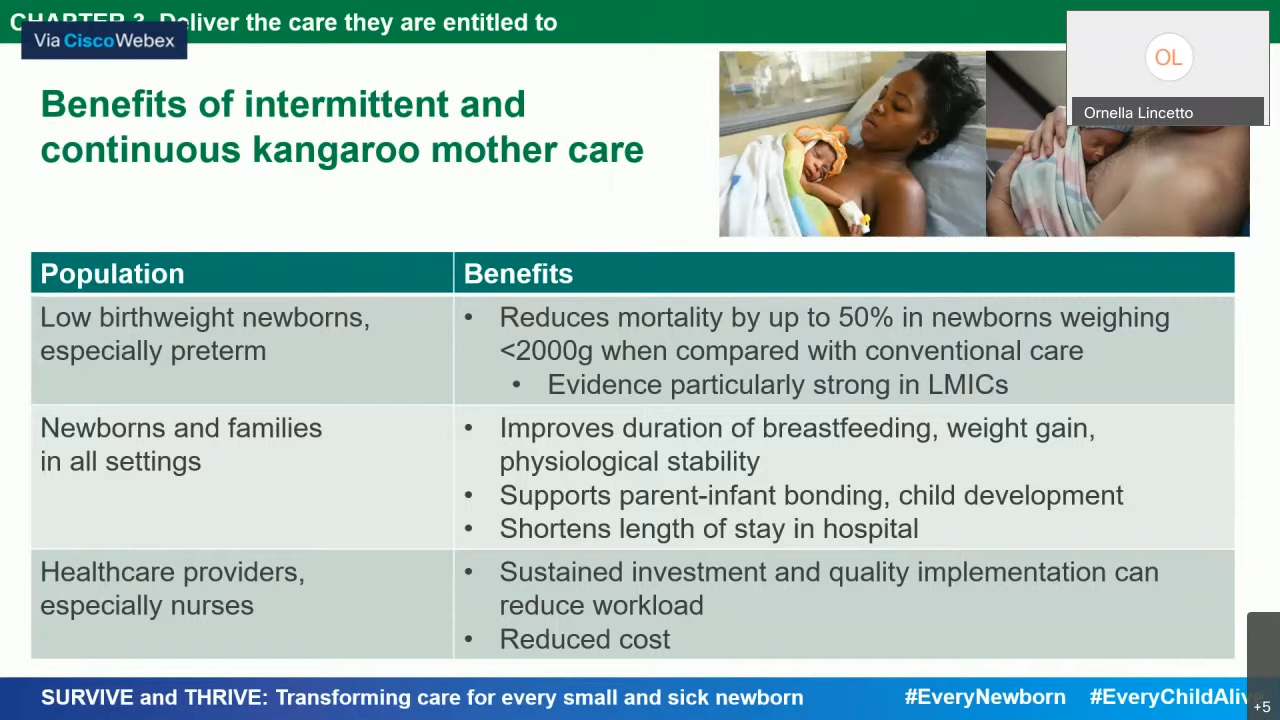 CHAPTER 3 Deliver the care they are entitled to
Via CiscoWebex
OL
Ornella Lincetto
Benefits of intermittent and
continuous kangaroo mother care
Population
Benefits
Low birthweight newborns,
especially preterm
• Reduces mortality by up to 50% in newborns weighing
<2000g when compared with conventional care
• Evidence particularly strong in LMICs
Newborns and families
in all settings
• Improves duration of breastfeeding, weight gain,
physiological stability
• Supports parent-infant bonding, child development
• Shortens length of stay in hospital
Healthcare providers,
especially nurses
• Sustained investment and quality implementation can
reduce workload
• Reduced cost
SURVIVE and THRIVE: Transforming care for every small and sick newborn
#EveryNewborn #EveryChildAlive
+5